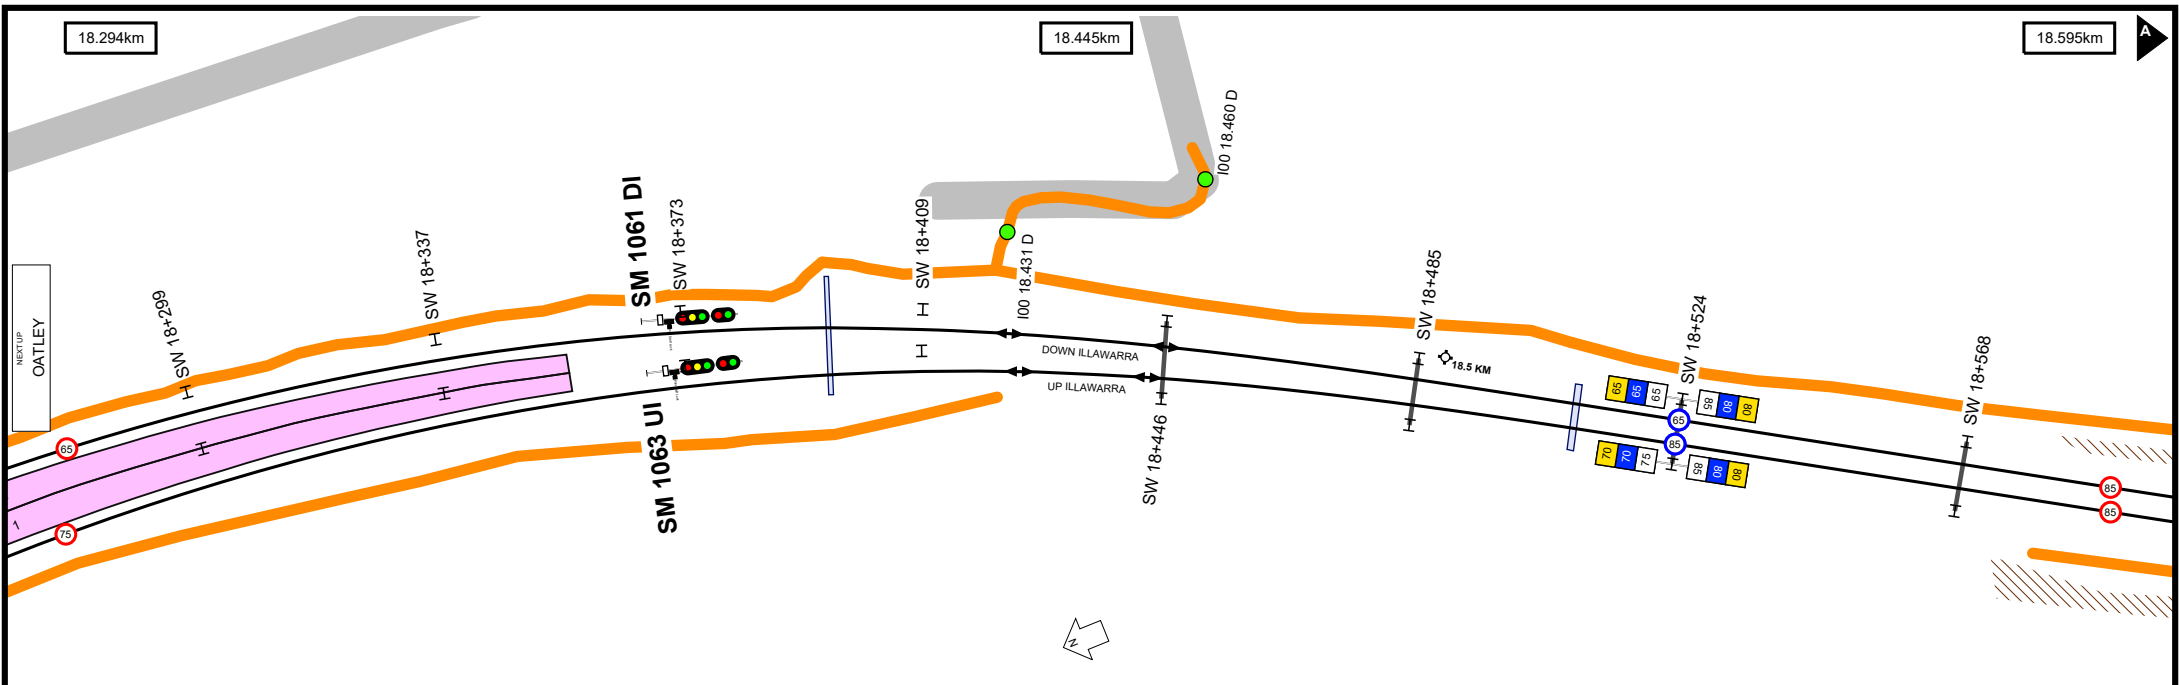 18.294km
18.445km
18.595km
A
NEXT UP
OATLEY
SW 18+299
SW 18+337
SM 1061 DI
SW 18+373
SW 18+409
I00 18.431 D
I00 18.460 D
SW 18+485
18.5 KM
SW 18+524
SW 18+568
DOWN ILLAWARRA
UP ILLAWARRA
SM 1063 UI
SW 18+446
65
75
1
65 65 65
85 80 80
65
85
70 70 75
85 80 80
85
85
N